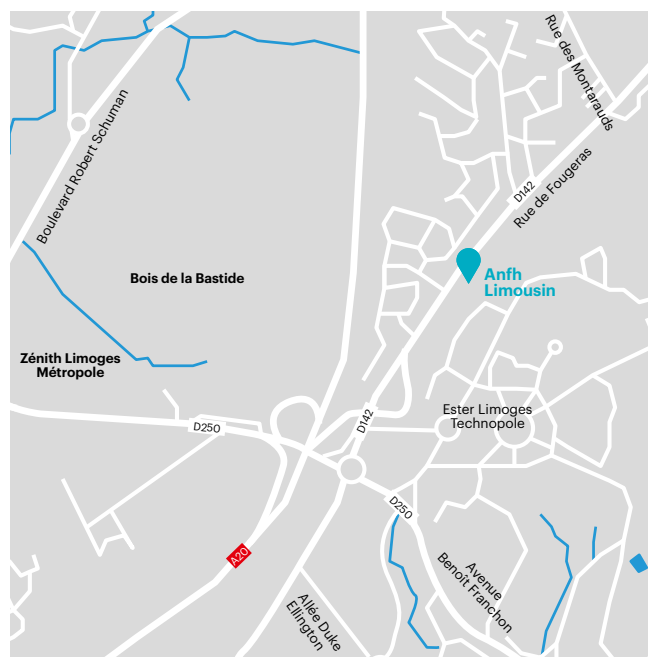 Rue des Montarauds
Boulevard Robert Schuman
D142
Rue de Fougeras
Bois de la Bastide
Anfh
Limousin
Zénith Limoges
Métropole
Ester Limoges
Technopole
D250
D142
D250
A20
Avenue
Benoît Franchon
Allée Duke
Ellington